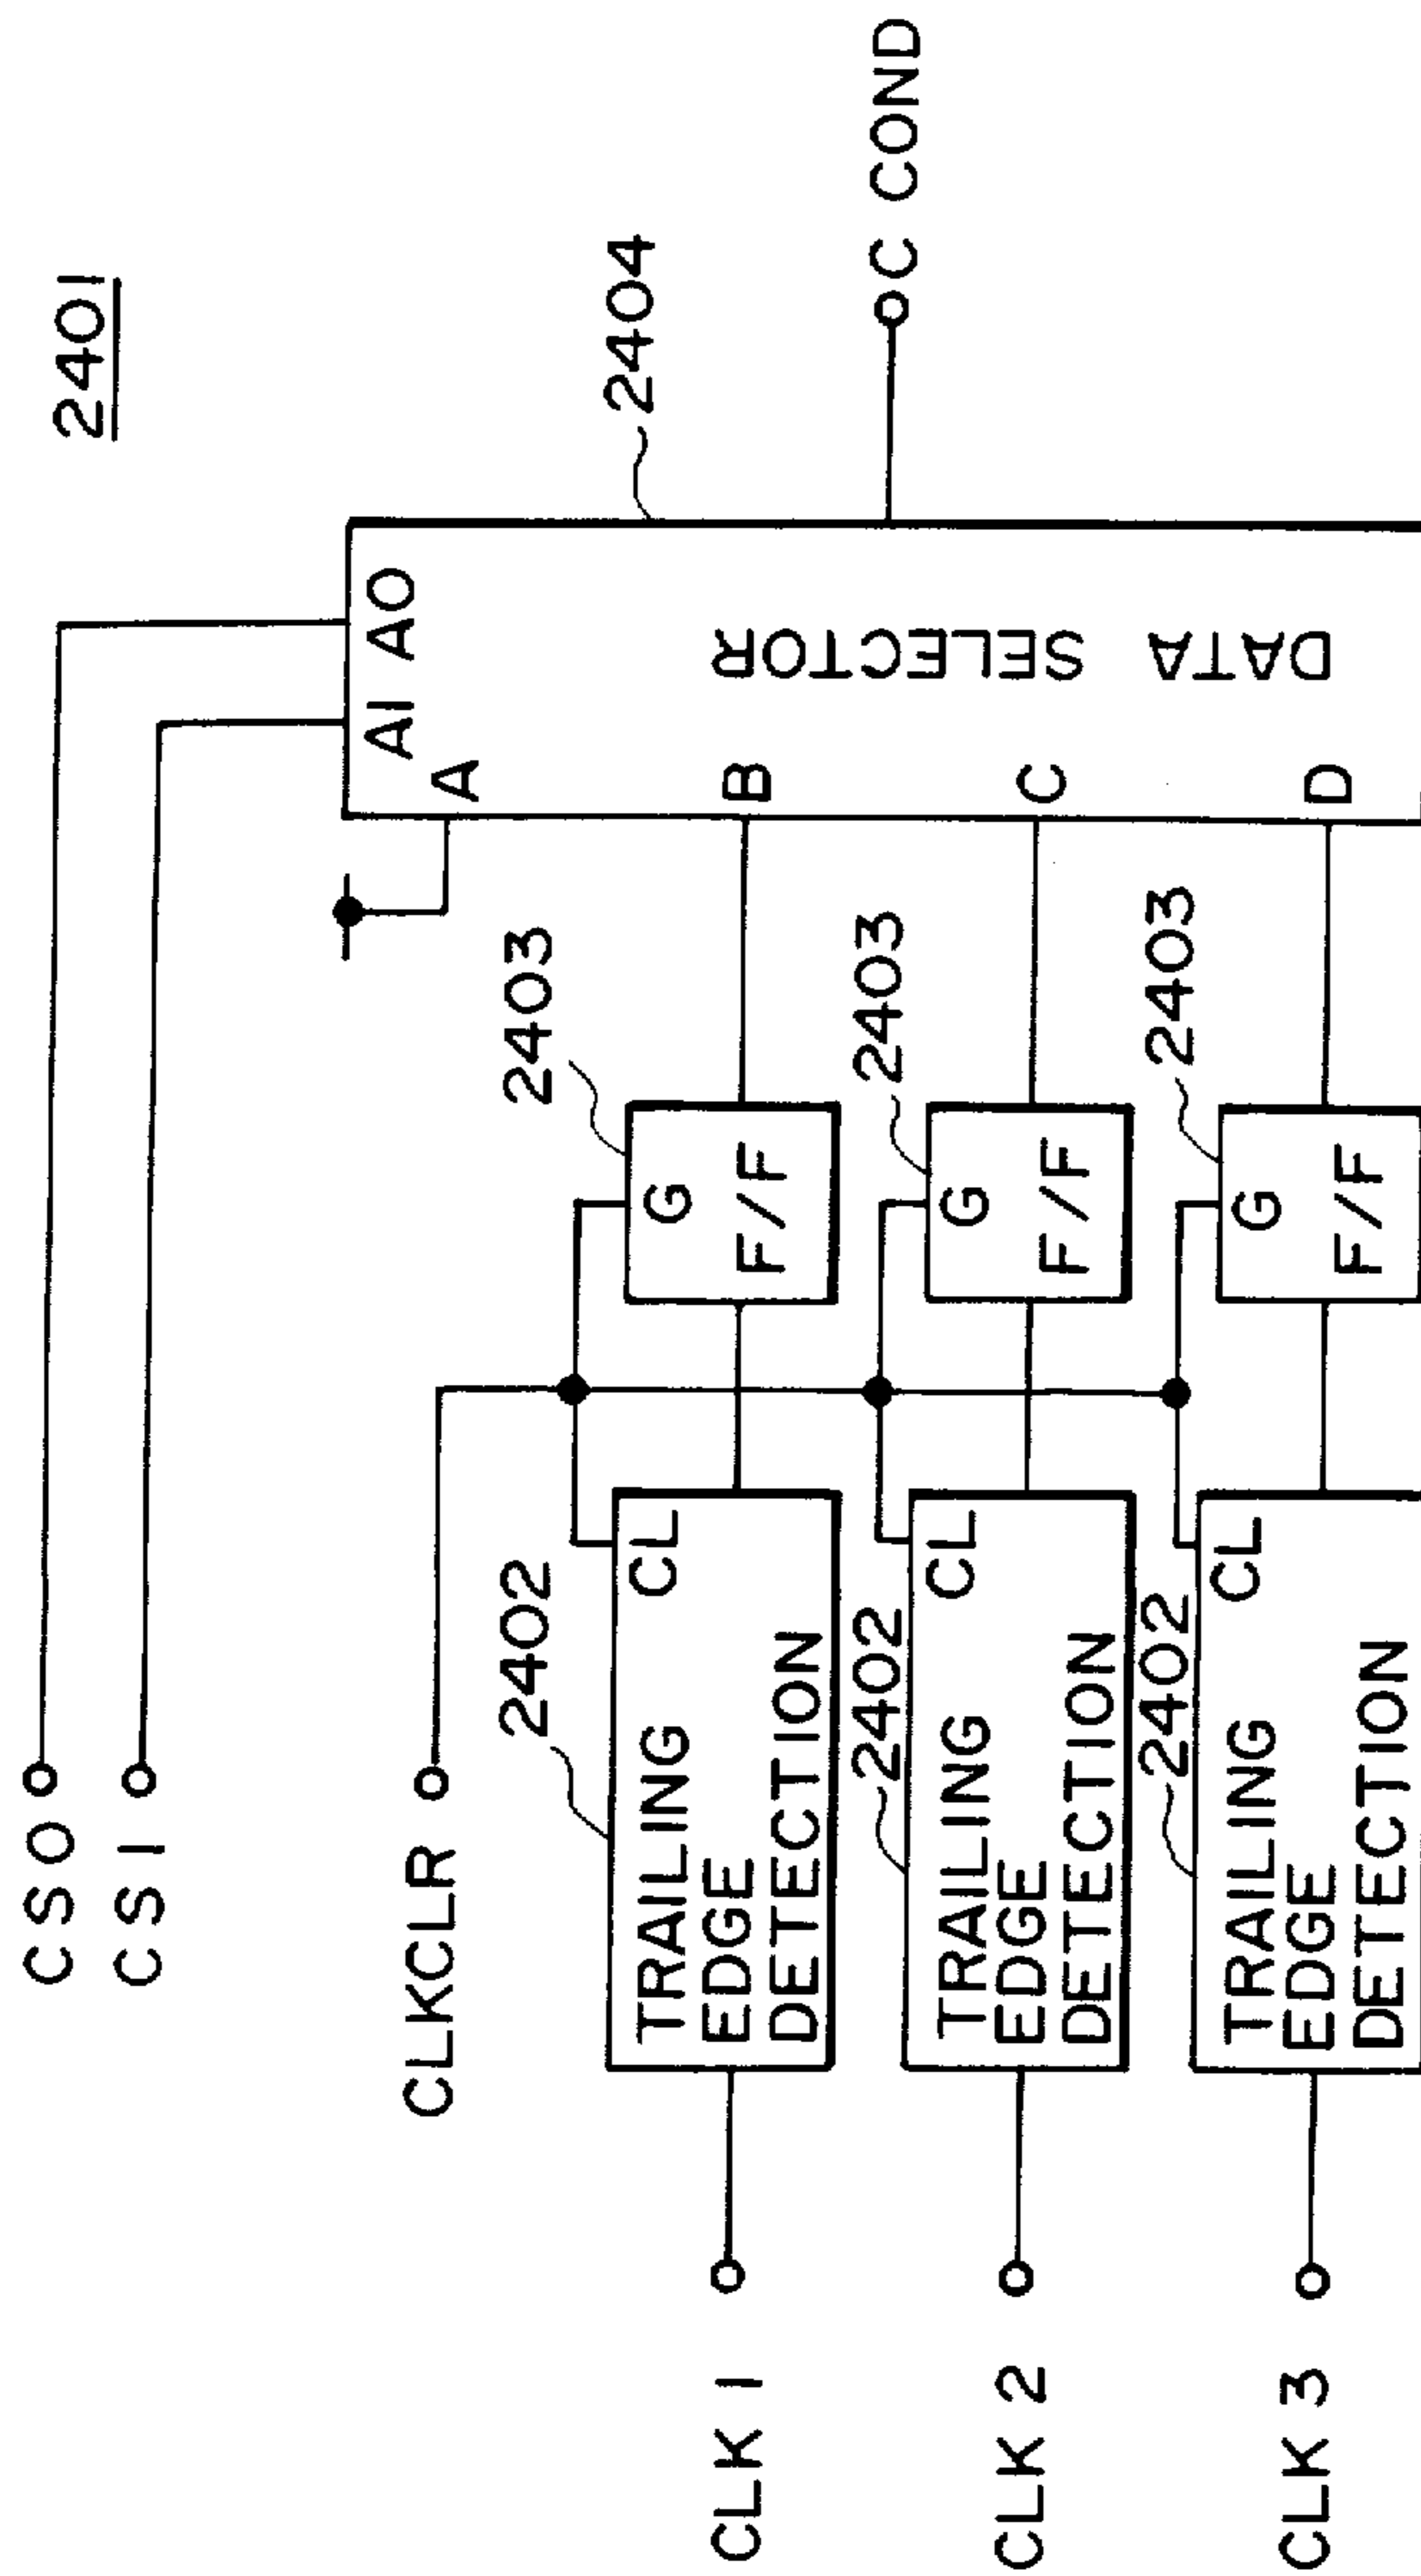 2401
CS0
CS1
CLKCLR
2404
A1 A0
A
B
C
D
DATA SELECTOR
C COND
2402
2403
CLK 1
TRAILING
EDGE
DETECTION
CL
G
F/F
2402
2403
CLK 2
TRAILING
EDGE
DETECTION
CL
G
F/F
2402
2403
CLK 3
TRAILING
EDGE
DETECTION
CL
G
F/F